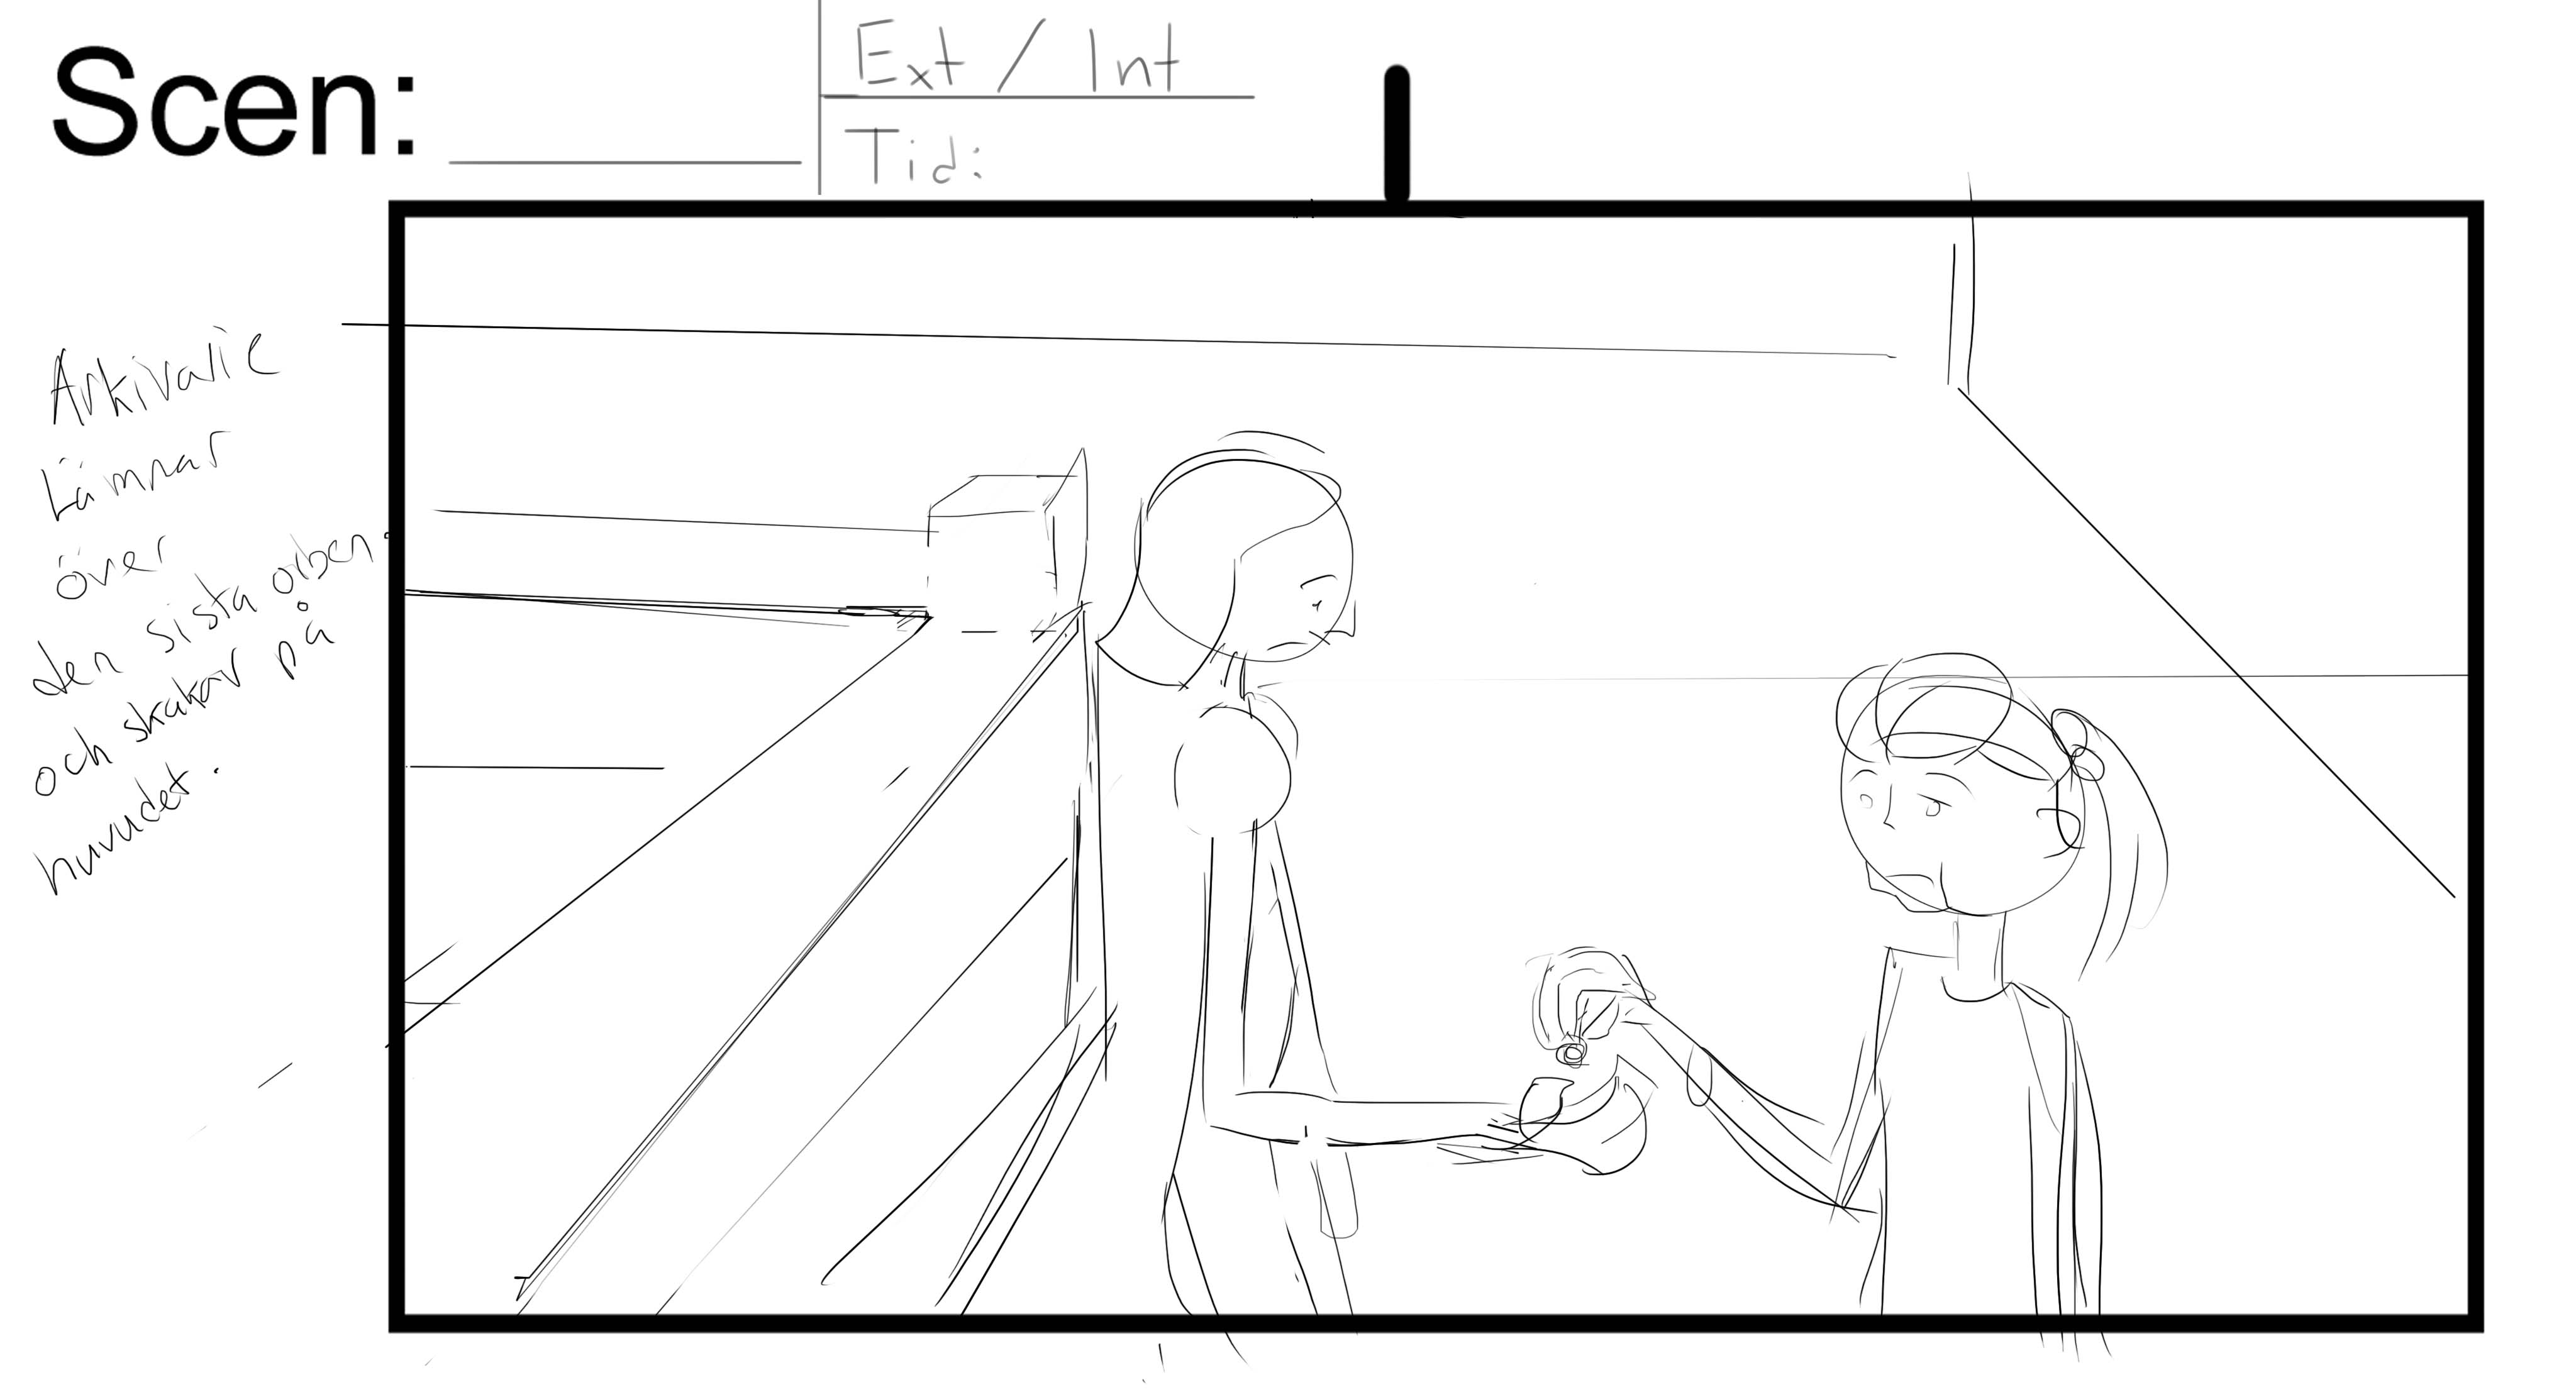 Scen:
Ext / Int
Tid:
Arkivarie
Lämnar
över
den sista orben.
och skakar på
huvudet.